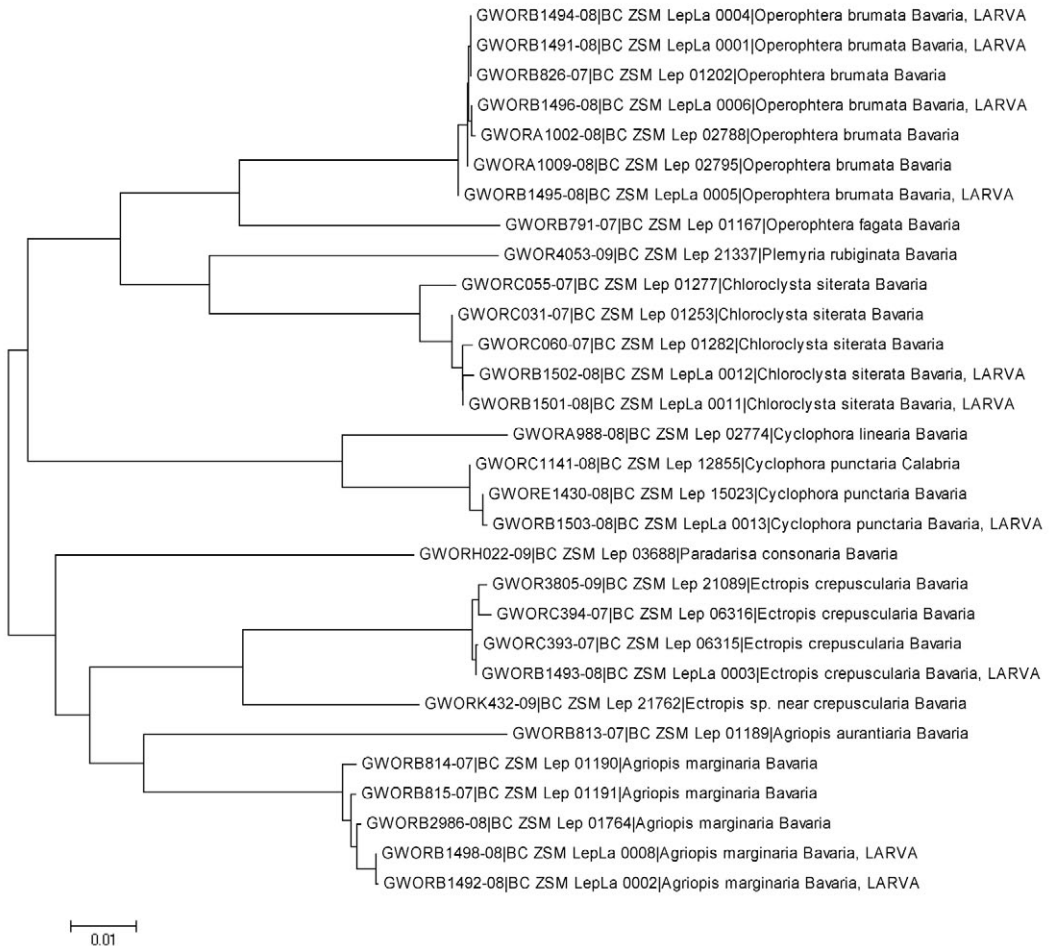 GWORB1494-08|BC ZSM LepLa 0004|Operophtera brumata Bavaria, LARVA
GWORB1491-08|BC ZSM LepLa 0001|Operophtera brumata Bavaria, LARVA
GWORB826-07|BC ZSM Lep 01202|Operophtera brumata Bavaria
GWORB1496-08|BC ZSM LepLa 0006|Operophtera brumata Bavaria, LARVA
GWORA1002-08|BC ZSM Lep 02788|Operophtera brumata Bavaria
GWORA1009-08|BC ZSM Lep 02795|Operophtera brumata Bavaria
GWORB1495-08|BC ZSM LepLa 0005|Operophtera brumata Bavaria, LARVA
GWORB791-07|BC ZSM Lep 01167|Operophtera fagata Bavaria
GWOR4053-09|BC ZSM Lep 21337|Plemyria rubiginata Bavaria
GWORC055-07|BC ZSM Lep 01277|Chloroclysta siterata Bavaria
GWORC031-07|BC ZSM Lep 01253|Chloroclysta siterata Bavaria
GWORC060-07|BC ZSM Lep 01282|Chloroclysta siterata Bavaria
GWORB1502-08|BC ZSM LepLa 0012|Chloroclysta siterata Bavaria, LARVA
GWORB1501-08|BC ZSM LepLa 0011|Chloroclysta siterata Bavaria, LARVA
GWORA988-08|BC ZSM Lep 02774|Cyclophora linearia Bavaria
GWORC1141-08|BC ZSM Lep 12855|Cyclophora punctaria Calabria
GWORE1430-08|BC ZSM Lep 15023|Cyclophora punctaria Bavaria
GWORB1503-08|BC ZSM LepLa 0013|Cyclophora punctaria Bavaria, LARVA
GWORH022-09|BC ZSM Lep 03688|Paradarisa consonaria Bavaria
GWOR3805-09|BC ZSM Lep 21089|Ectropis crepuscularia Bavaria
GWORC394-07|BC ZSM Lep 06316|Ectropis crepuscularia Bavaria
GWORC393-07|BC ZSM Lep 06315|Ectropis crepuscularia Bavaria
GWORB1493-08|BC ZSM LepLa 0003|Ectropis crepuscularia Bavaria, LARVA
GWORK432-09|BC ZSM Lep 21762|Ectropis sp. near crepuscularia Bavaria
GWORB813-07|BC ZSM Lep 01189|Agriopis aurantiaria Bavaria
GWORB814-07|BC ZSM Lep 01190|Agriopis marginaria Bavaria
GWORB815-07|BC ZSM Lep 01191|Agriopis marginaria Bavaria
GWORB2986-08|BC ZSM Lep 01764|Agriopis marginaria Bavaria
GWORB1498-08|BC ZSM LepLa 0008|Agriopis marginaria Bavaria, LARVA
GWORB1492-08|BC ZSM LepLa 0002|Agriopis marginaria Bavaria, LARVA
0.01